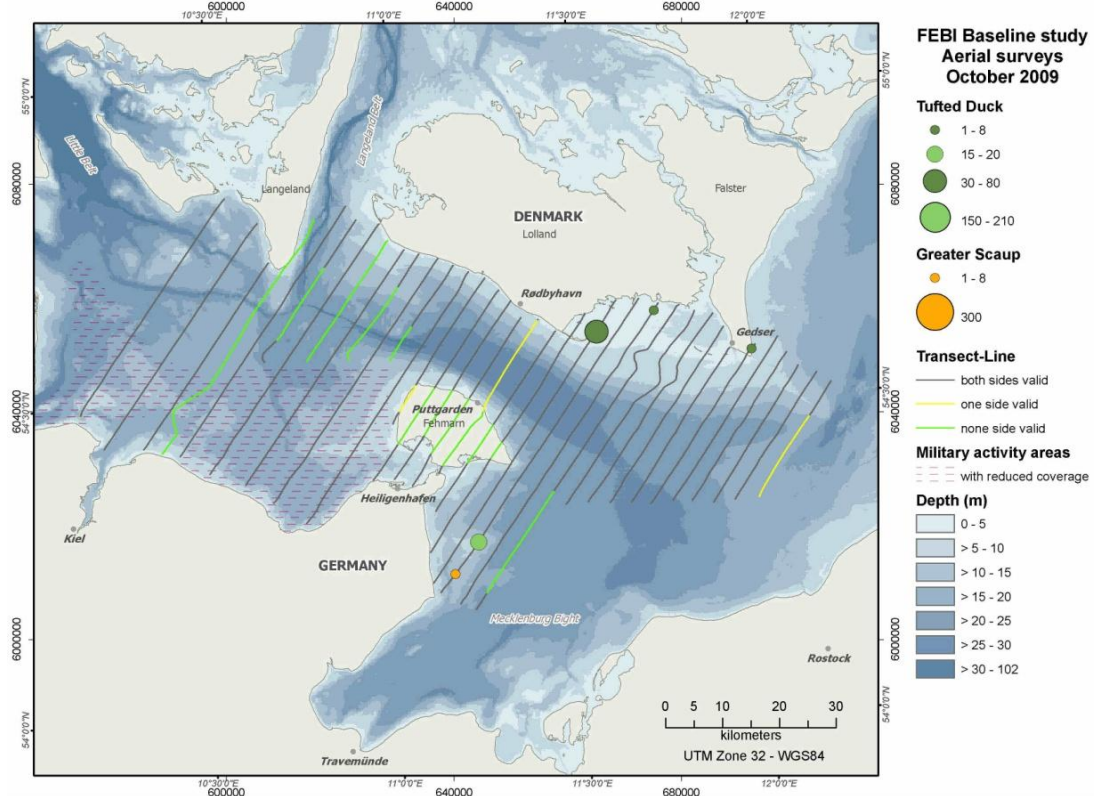 600000
640000
680000
10°30'0"E
11°0'0"E
11°30'0"E
12°0'0"E
55°0'0"N
6080000
6040000
54°30'0"N
6000000
54°0'0"N
Little Belt
Langeland Belt
Langeland
DENMARK
Lolland
Falster
Rødbyhavn
Gedser
Puttgarden
Fehmarn
Heiligenhafen
Kiel
GERMANY
Mecklenburg Bight
Rostock
Travemünde
0 5 10 20 30
kilometers
UTM Zone 32 - WGS84
55°0'0"N
6080000
54°30'0"N
6040000
6000000
54°0'0"N
10°30'0"E
11°0'0"E
11°30'0"E
12°0'0"E
600000
640000
680000
FEBI Baseline study
Aerial surveys
October 2009
Tufted Duck
1 - 8
15 - 20
30 - 80
150 - 210
Greater Scaup
1 - 8
300
Transect-Line
both sides valid
one side valid
none side valid
Military activity areas
with reduced coverage
Depth (m)
0 - 5
> 5 - 10
> 10 - 15
> 15 - 20
> 20 - 25
> 25 - 30
> 30 - 102